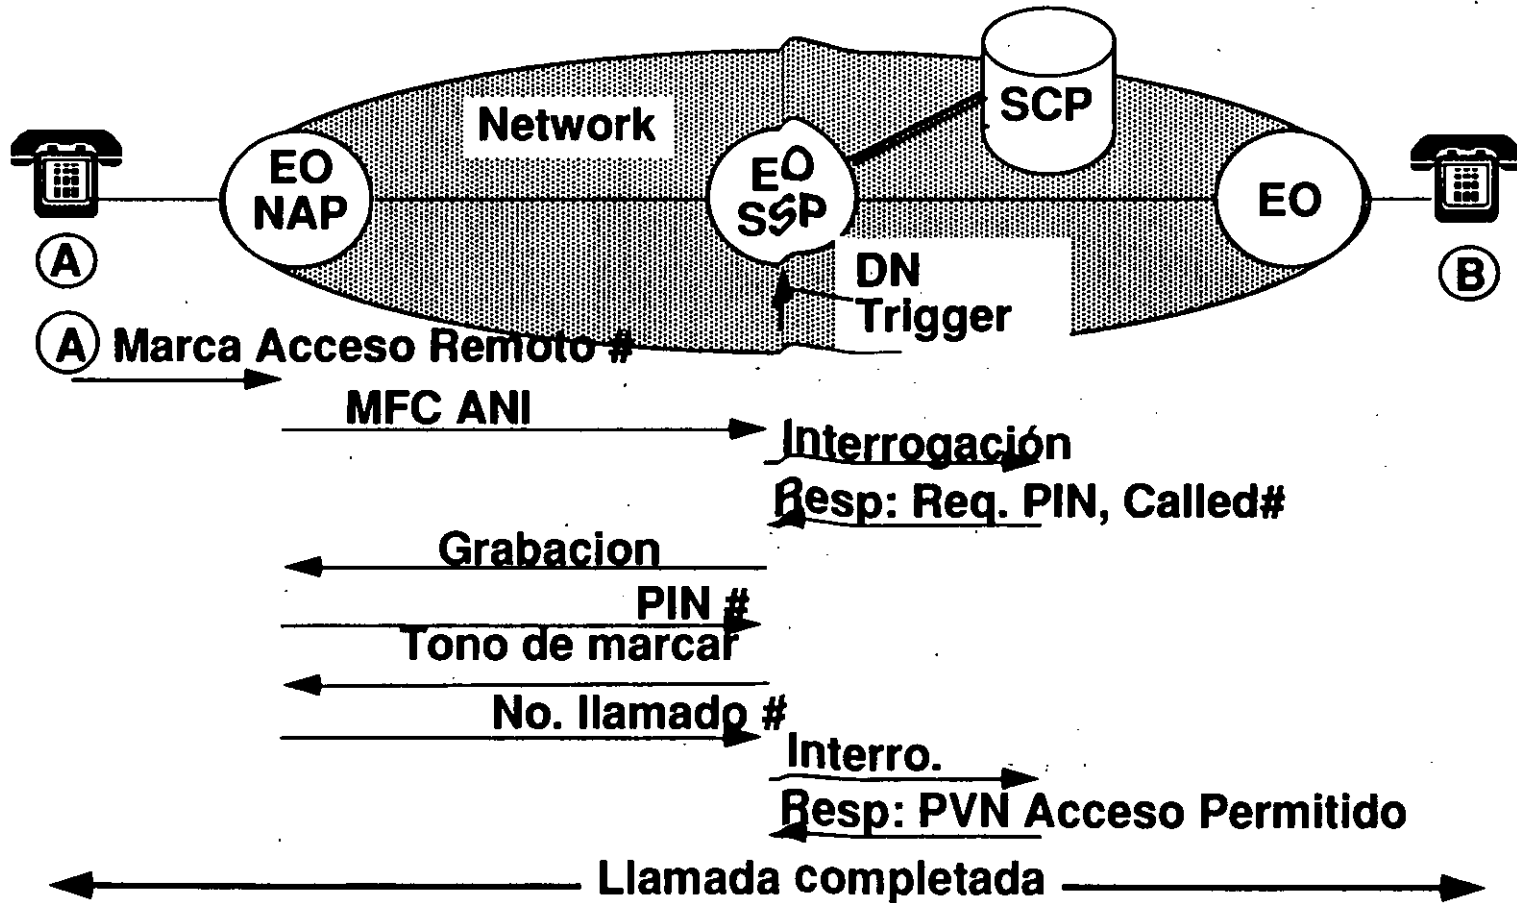 Network
SCP
EO
NAP
EO
SSP
EO
A
B
DN
Trigger
A Marca Acceso Remoto #
MFC ANI
Interrogación
Resp: Req. PIN, Called#
Grabacion
PIN #
Tono de marcar
No. llamado #
Interro.
Resp: PVN Acceso Permitido
Llamada completada